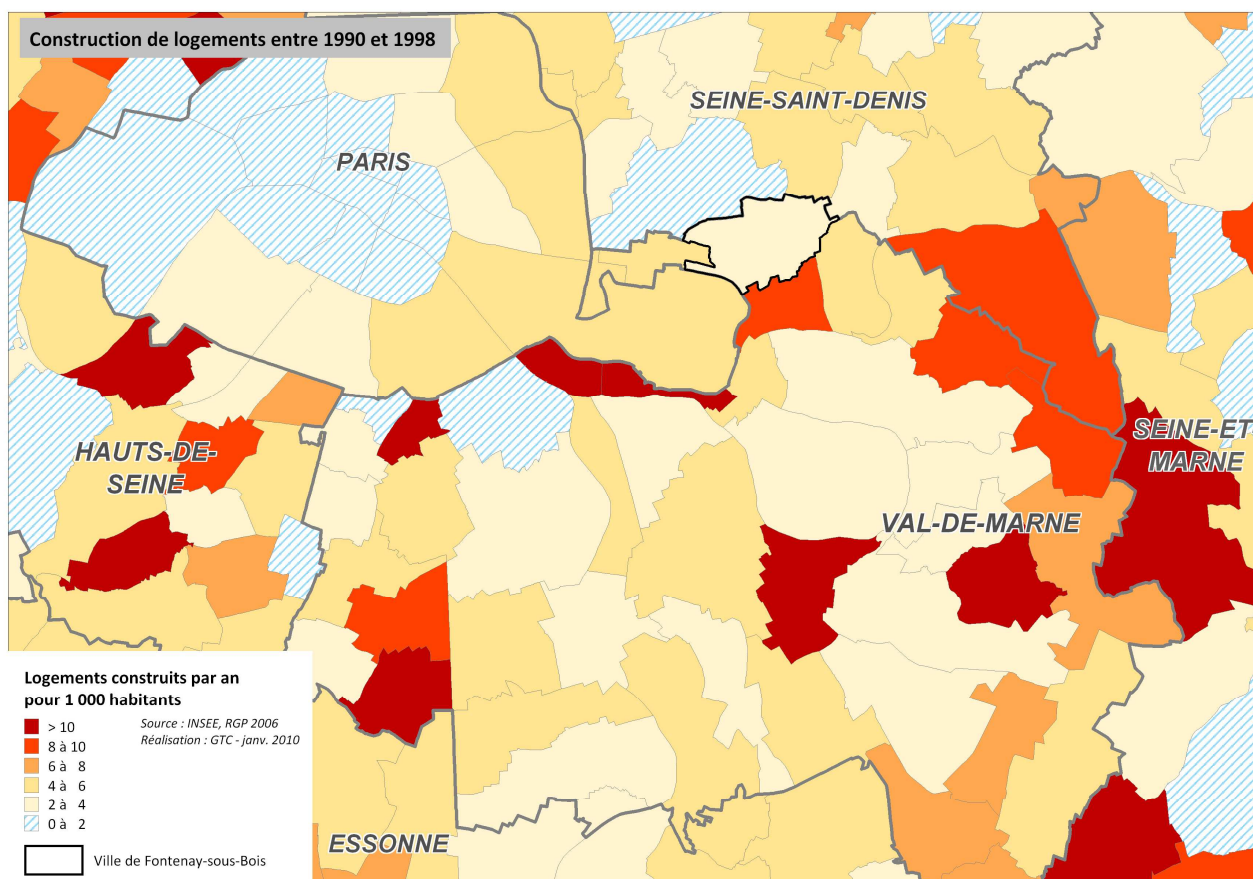 Construction de logements entre 1990 et 1998
SEINE-SAINT-DENIS
PARIS
HAUTS-DE-
SEINE
SEINE-ET
MARNE
VAL-DE-MARNE
ESSONNE
Logements construits par an
pour 1 000 habitants
Source : INSEE, RGP 2006
Réalisation : GTC - janv. 2010
> 10
8 à 10
6 à 8
4 à 6
2 à 4
0 à 2
Ville de Fontenay-sous-Bois